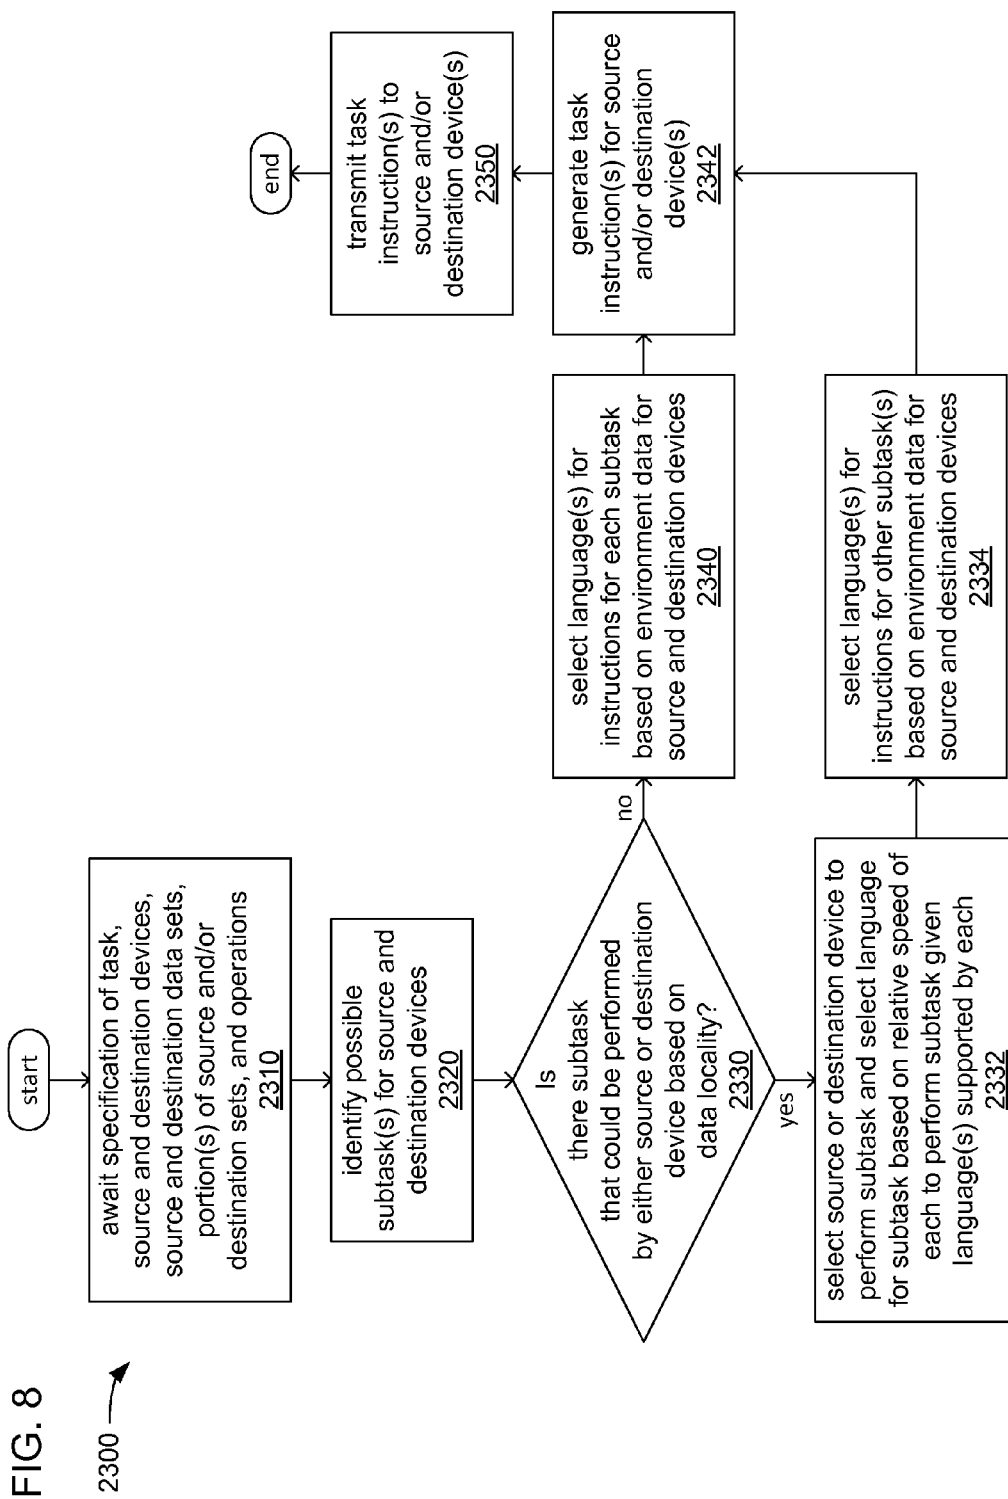 FIG. 8
2300
start
await specification of task,
source and destination devices,
source and destination data sets,
portion(s) of source and/or
destination sets, and operations
2310
identify possible
subtask(s) for source and
destination devices
2320
Is
there subtask
that could be performed
by either source or destination
device based on
data locality?
2330
no
yes
select source or destination device to
perform subtask and select language
for subtask based on relative speed of
each to perform subtask given
language(s) supported by each
2332
select language(s) for
instructions for other subtask(s)
based on environment data for
source and destination devices
2334
select language(s) for
instructions for each subtask
based on environment data for
source and destination devices
2340
generate task
instruction(s) for source
and/or destination
device(s)
2342
transmit task
instruction(s) to
source and/or
destination device(s)
2350
end